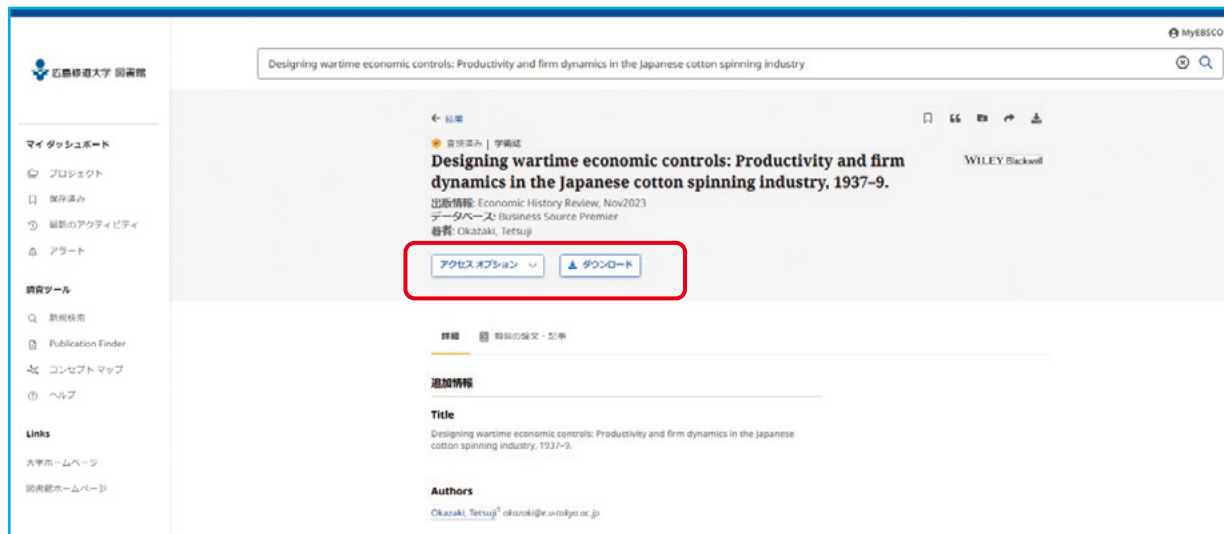 MyEBSCO
広島修道大学 図書館
Designing wartime economic controls: Productivity and firm dynamics in the Japanese cotton spinning industry
← 結果
査読済み | 学術誌
Designing wartime economic controls: Productivity and firm
dynamics in the Japanese cotton spinning industry, 1937–9.
WILEY Blackwell
出版情報: Economic History Review, Nov2023
データベース: Business Source Premier
著者: Okazaki, Tetsuji
アクセス オプション
ダウンロード
マイ ダッシュボード
プロジェクト
保存済み
最新のアクティビティ
アラート
調査ツール
新規検索
Publication Finder
コンセプト マップ
ヘルプ
Links
大学ホームページ
図書館ホームページ
詳細
類似の論文・記事
追加情報
Title
Designing wartime economic controls: Productivity and firm dynamics in the Japanese
cotton spinning industry, 1937–9.
Authors
Okazaki, Tetsuji¹ okazaki@e.u-tokyo.ac.jp